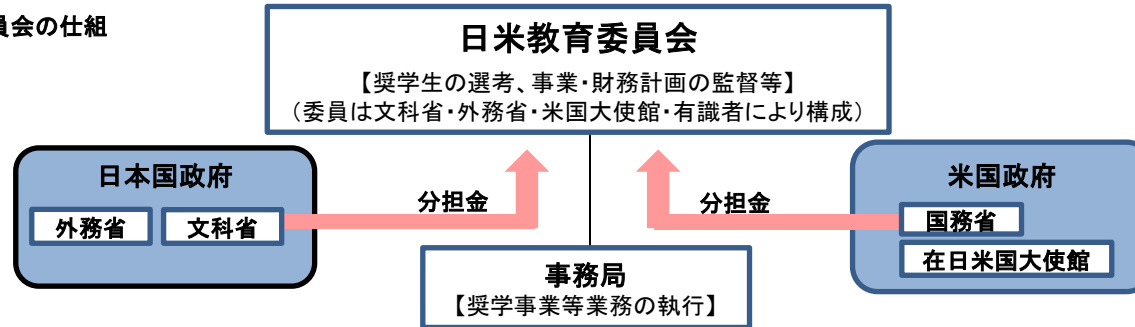 員会の仕組
日米教育委員会
【奨学生の選考、事業・財務計画の監督等】
（委員は文科省・外務省・米国大使館・有識者により構成）
日本国政府
外務省
文科省
分担金
分担金
米国政府
国務省
在日米国大使館
事務局
【奨学事業等業務の執行】